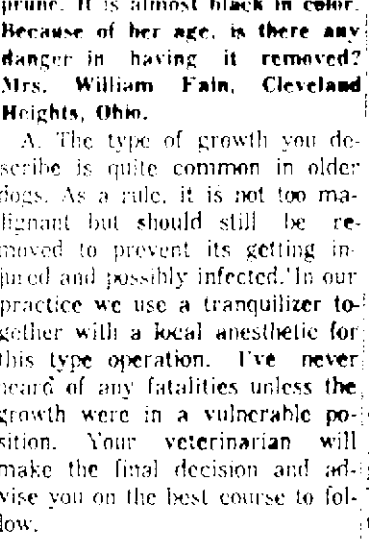 prune. It is almost black in color.
Because of her age, is there any
danger in having it removed?
Mrs. William Fain, Cleveland
Heights, Ohio.
A. The type of growth you de-
scribe is quite common in older
dogs. As a rule, it is not too ma-
lignant but should still be re-
moved to prevent its getting in-
jured and possibly infected. In our
practice we use a tranquilizer to-
gether with a local anesthetic for
this type operation. I've never
heard of any fatalities unless the
growth were in a vulnerable po-
sition. Your veterinarian will
make the final decision and ad-
vise you on the best course to fol-
low.